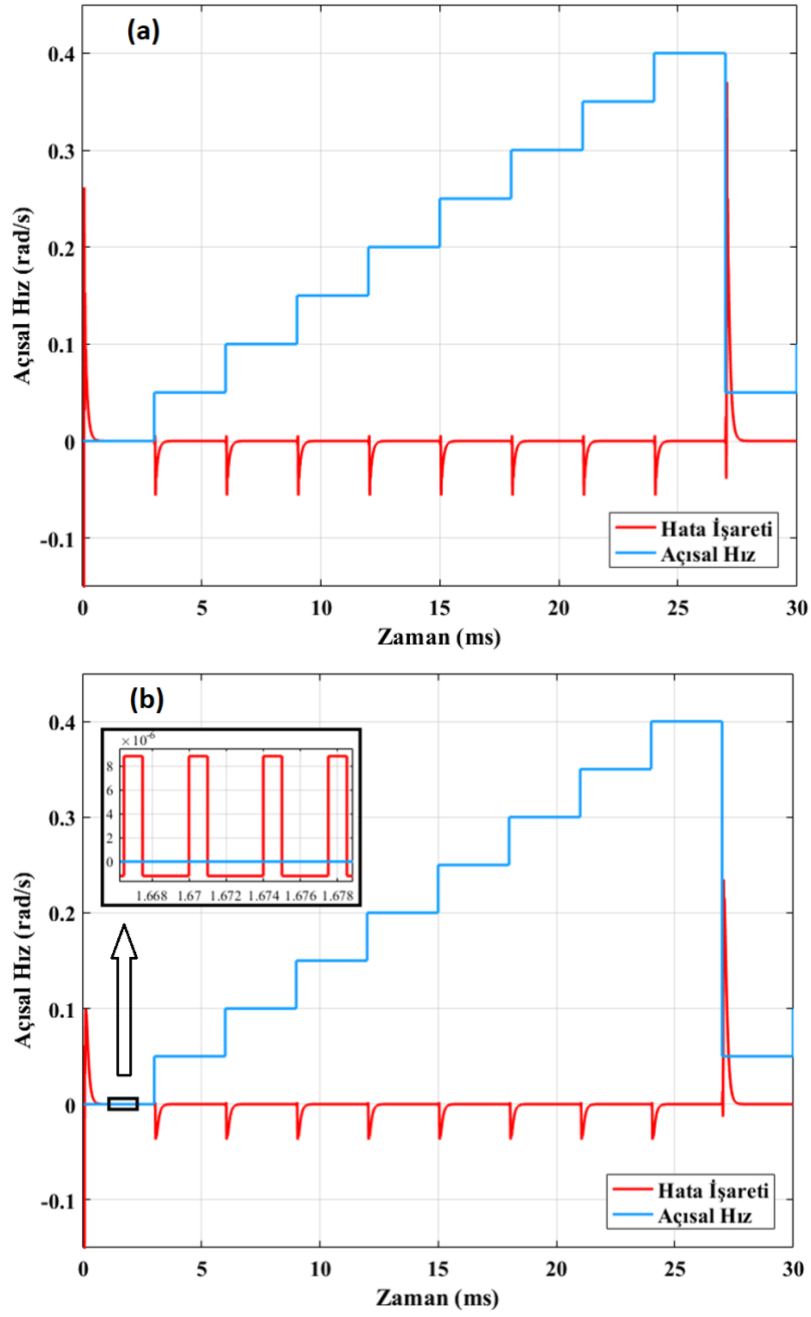 (a)
0.4
0.3
0.2
0.1
0
-0.1
Açısal Hız (rad/s)
Hata İşareti
Açısal Hız
0 5 10 15 20 25 30
Zaman (ms)
(b)
×10-6
8
6
4
2
0
1.668 1.67 1.672 1.674 1.676 1.678
0.4
0.3
0.2
0.1
0
-0.1
Açısal Hız (rad/s)
Hata İşareti
Açısal Hız
0 5 10 15 20 25 30
Zaman (ms)